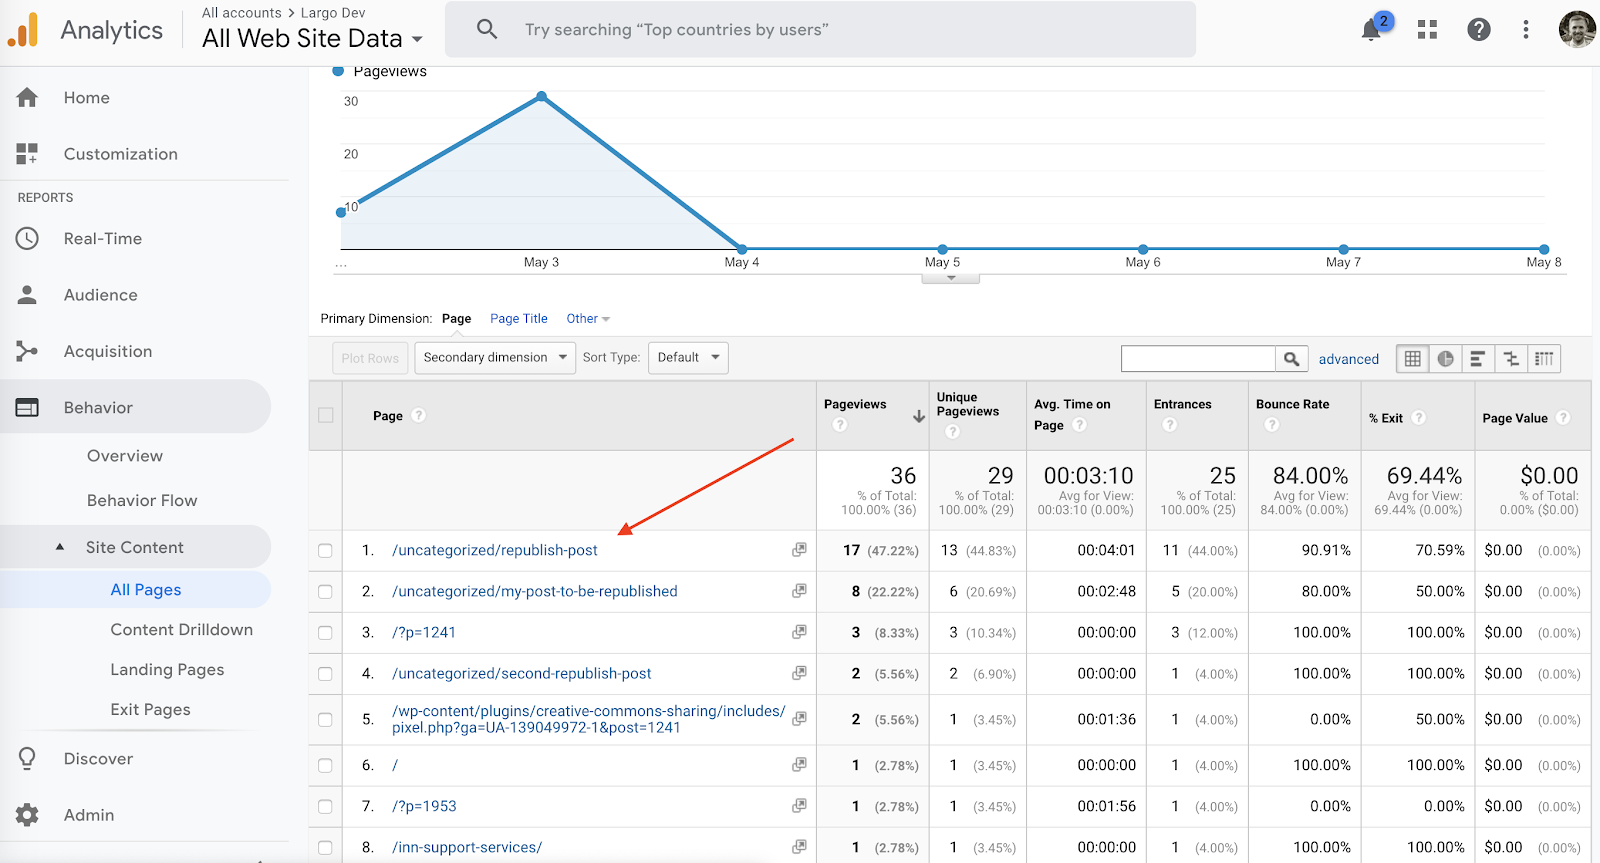 All accounts > Largo Dev
Analytics
All Web Site Data
Try searching “Top countries by users”
2
Home
Customization
REPORTS
Real-Time
Audience
Acquisition
Behavior
Overview
Behavior Flow
Site Content
All Pages
Content Drilldown
Landing Pages
Exit Pages
Discover
Admin
Pageviews
30
20
10
... May 3 May 4 May 5 May 6 May 7 May 8
Primary Dimension: Page Page Title Other
Plot Rows Secondary dimension Sort Type: Default advanced
Page ? Pageviews ? Unique Pageviews ? Avg. Time on Page ? Entrances ? Bounce Rate ? % Exit ? Page Value ?
36 29 00:03:10 25 84.00% 69.44% $0.00
% of Total: % of Total: Avg for View: % of Total: Avg for View: Avg for View: % of Total:
100.00% (36) 100.00% (29) 00:03:10 (0.00%) 100.00% (25) 84.00% (0.00%) 69.44% (0.00%) 0.00% ($0.00)
1. /uncategorized/republish-post 17 (47.22%) 13 (44.83%) 00:04:01 11 (44.00%) 90.91% 70.59% $0.00 (0.00%)
2. /uncategorized/my-post-to-be-republished 8 (22.22%) 6 (20.69%) 00:02:48 5 (20.00%) 80.00% 50.00% $0.00 (0.00%)
3. /?p=1241 3 (8.33%) 3 (10.34%) 00:00:00 3 (12.00%) 100.00% 100.00% $0.00 (0.00%)
4. /uncategorized/second-republish-post 2 (5.56%) 2 (6.90%) 00:00:00 1 (4.00%) 100.00% 100.00% $0.00 (0.00%)
5. /wp-content/plugins/creative-commons-sharing/includes/
pixel.php?ga=UA-139049972-1&post=1241 2 (5.56%) 1 (3.45%) 00:01:36 1 (4.00%) 0.00% 50.00% $0.00 (0.00%)
6. / 1 (2.78%) 1 (3.45%) 00:00:00 1 (4.00%) 100.00% 100.00% $0.00 (0.00%)
7. /?p=1953 1 (2.78%) 1 (3.45%) 00:01:56 1 (4.00%) 0.00% 0.00% $0.00 (0.00%)
8. /inn-support-services/ 1 (2.78%) 1 (3.45%) 00:00:00 1 (4.00%) 100.00% 100.00% $0.00 (0.00%)